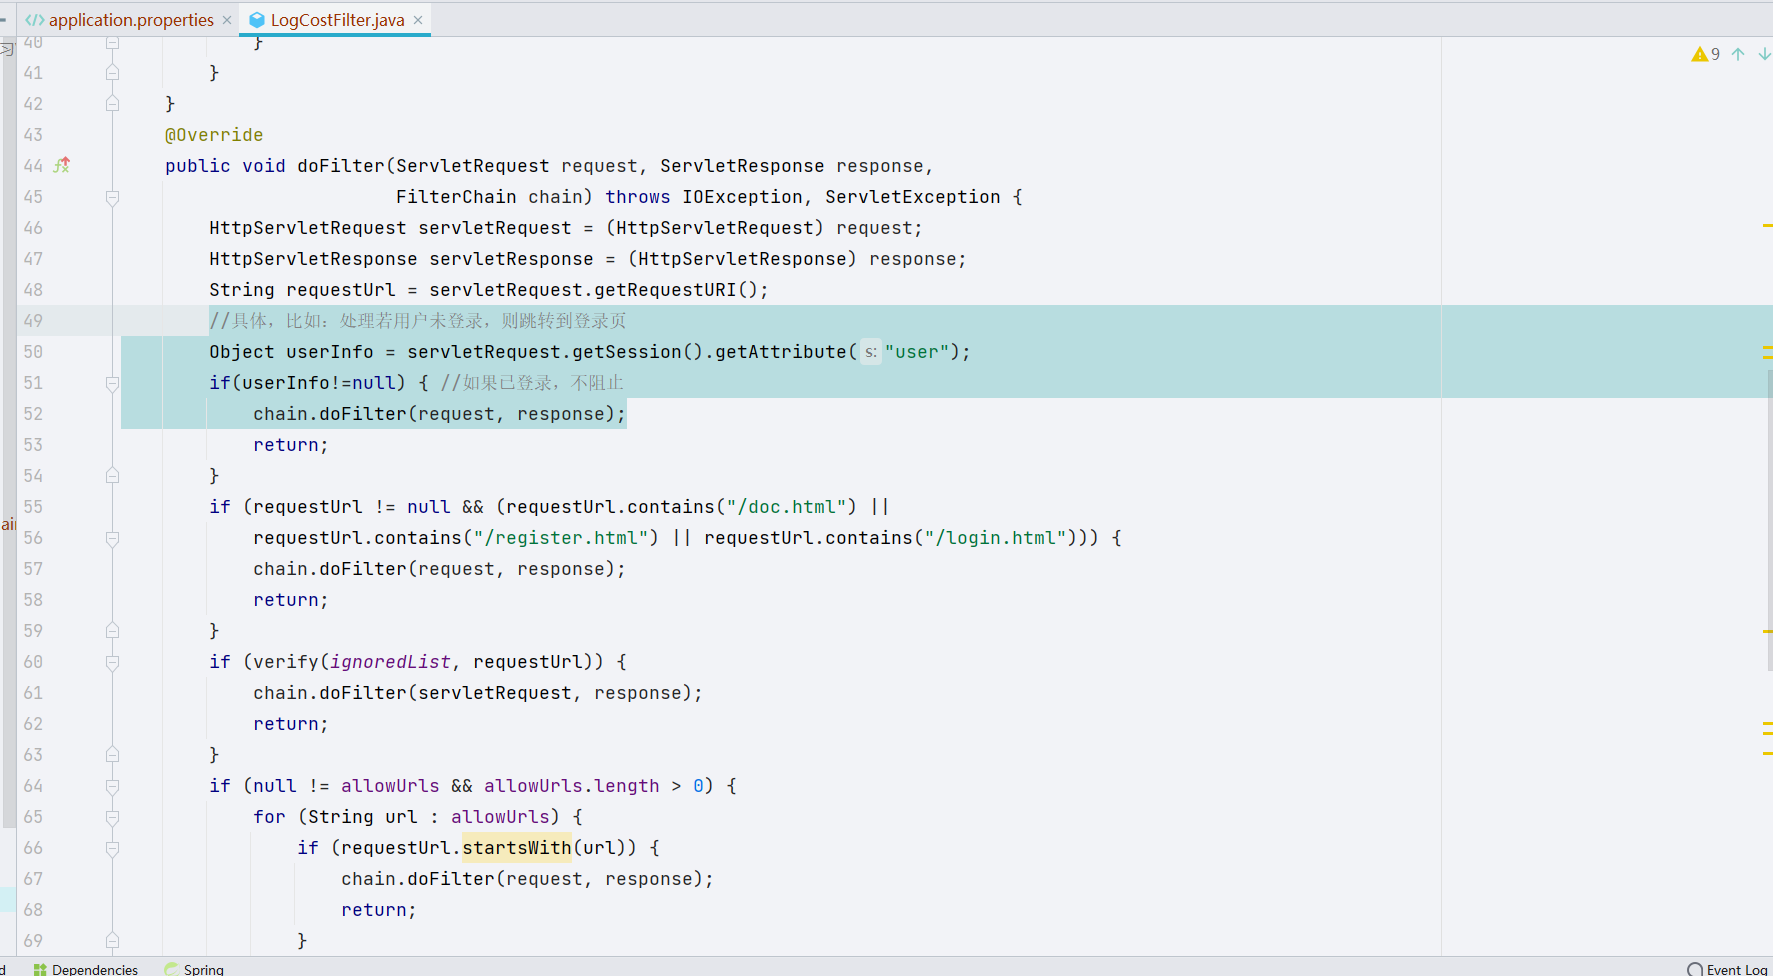 application.properties × LogCostFilter.java ×
9
40 }
41 }
42 }
43 @Override
44 public void doFilter(ServletRequest request, ServletResponse response,
45 FilterChain chain) throws IOException, ServletException {
46 HttpServletRequest servletRequest = (HttpServletRequest) request;
47 HttpServletResponse servletResponse = (HttpServletResponse) response;
48 String requestUrl = servletRequest.getRequestURI();
49 //具体，比如：处理若用户未登录，则跳转到登录页
50 Object userInfo = servletRequest.getSession().getAttribute( s: "user");
51 if(userInfo!=null) { //如果已登录，不阻止
52 chain.doFilter(request, response);
53 return;
54 }
55 if (requestUrl != null && (requestUrl.contains("/doc.html") ||
56 requestUrl.contains("/register.html") || requestUrl.contains("/login.html"))) {
57 chain.doFilter(request, response);
58 return;
59 }
60 if (verify(ignoredList, requestUrl)) {
61 chain.doFilter(servletRequest, response);
62 return;
63 }
64 if (null != allowUrls && allowUrls.length > 0) {
65 for (String url : allowUrls) {
66 if (requestUrl.startsWith(url)) {
67 chain.doFilter(request, response);
68 return;
69 }
Dependencies Spring Event Log